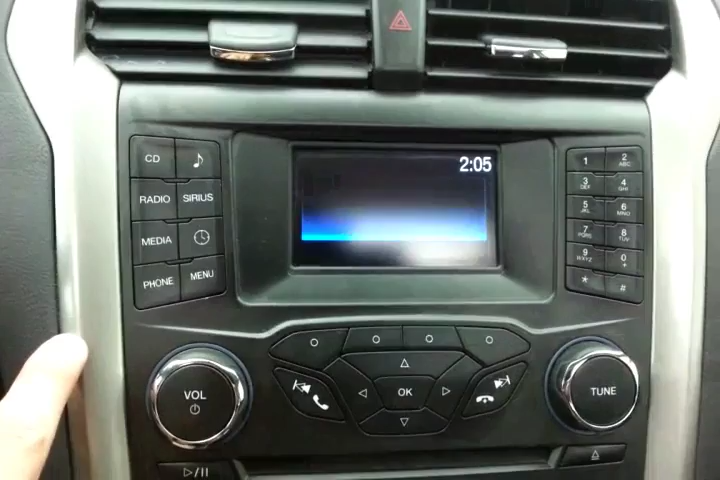 2:05
CD
RADIO SIRIUS
MEDIA
PHONE MENU
1 2 ABC
3 DEF 4 GHI
5 JKL 6 MNO
7 PQRS 8 TUV
9 WXYZ 0 +
* #
VOL
OK
TUNE